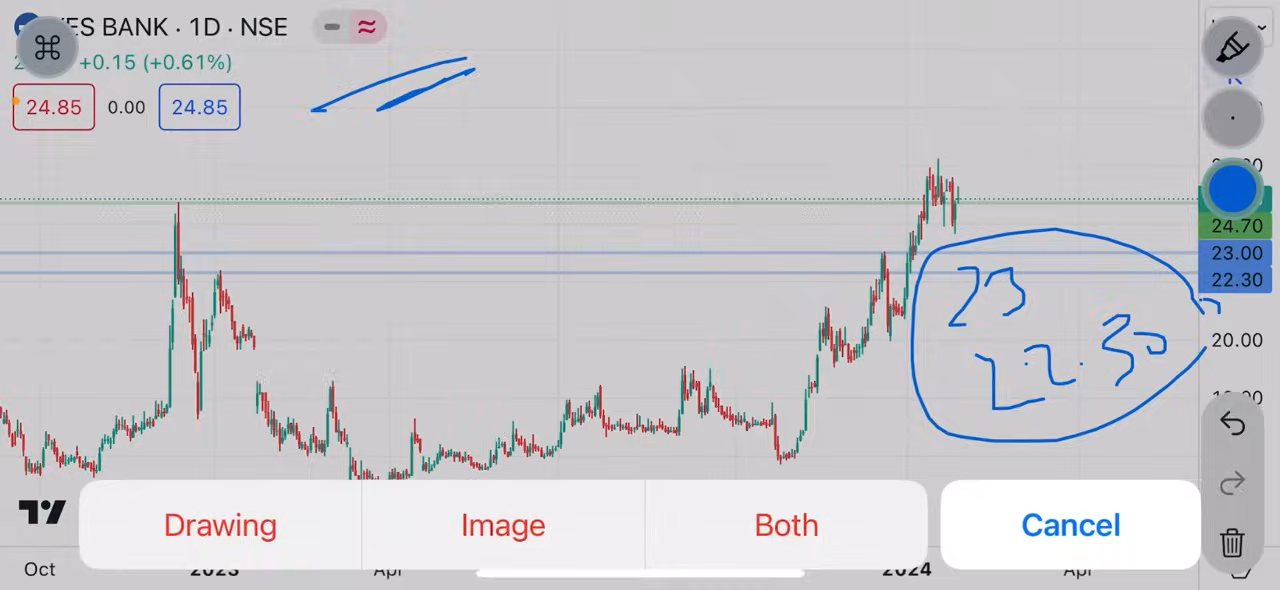 YES BANK · 1D · NSE
+0.15 (+0.61%)
24.85 0.00 24.85
24.70
23.00
22.30
20.00
23
22.30
Drawing Image Both Cancel
Oct 2023 Apr 2024 Apr